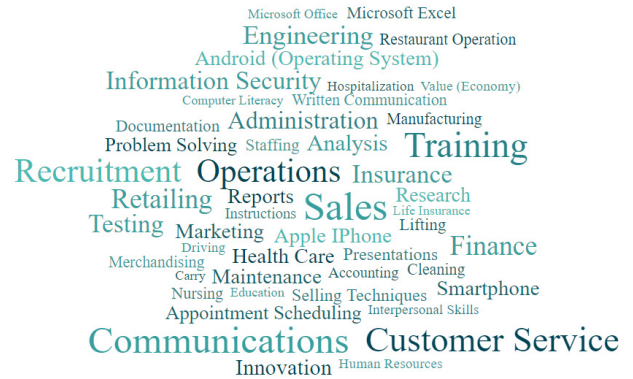 Microsoft Office Microsoft Excel
Engineering Restaurant Operation
Android (Operating System)
Information Security Hospitalization Value (Economy)
Computer Literacy Written Communication
Documentation Administration Manufacturing
Problem Solving Staffing Analysis Training
Recruitment Operations Insurance
Retailing Reports Sales Research
Instructions Life Insurance
Testing Marketing Apple IPhone Lifting
Driving Health Care Presentations Finance
Merchandising Carry Maintenance Accounting Cleaning
Nursing Education Selling Techniques Smartphone
Appointment Scheduling Interpersonal Skills
Communications Customer Service
Innovation Human Resources